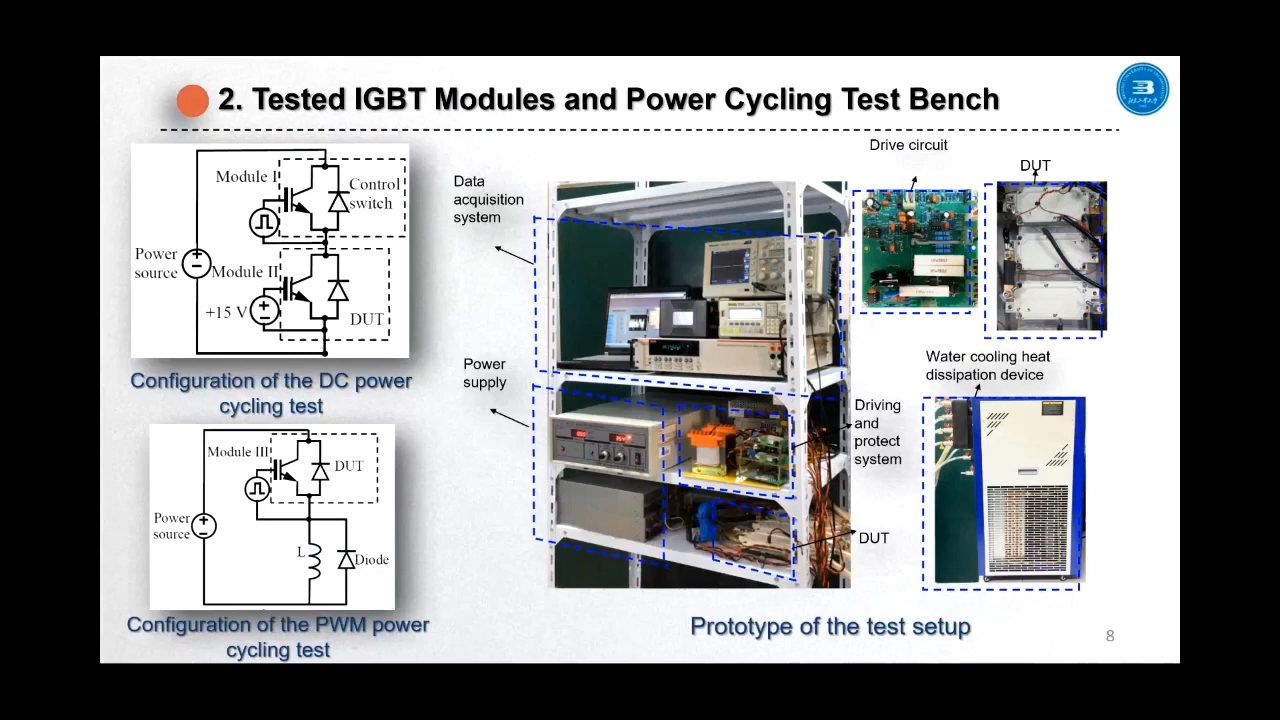 2. Tested IGBT Modules and Power Cycling Test Bench
Module I
Control
switch
Power
source
Module II
+15 V
DUT
Configuration of the DC power
cycling test
Module III
DUT
Power
source
L
Diode
Configuration of the PWM power
cycling test
Data
acquisition
system
Power
supply
Drive circuit
DUT
Water cooling heat
dissipation device
Driving
and
protect
system
DUT
Prototype of the test setup
8